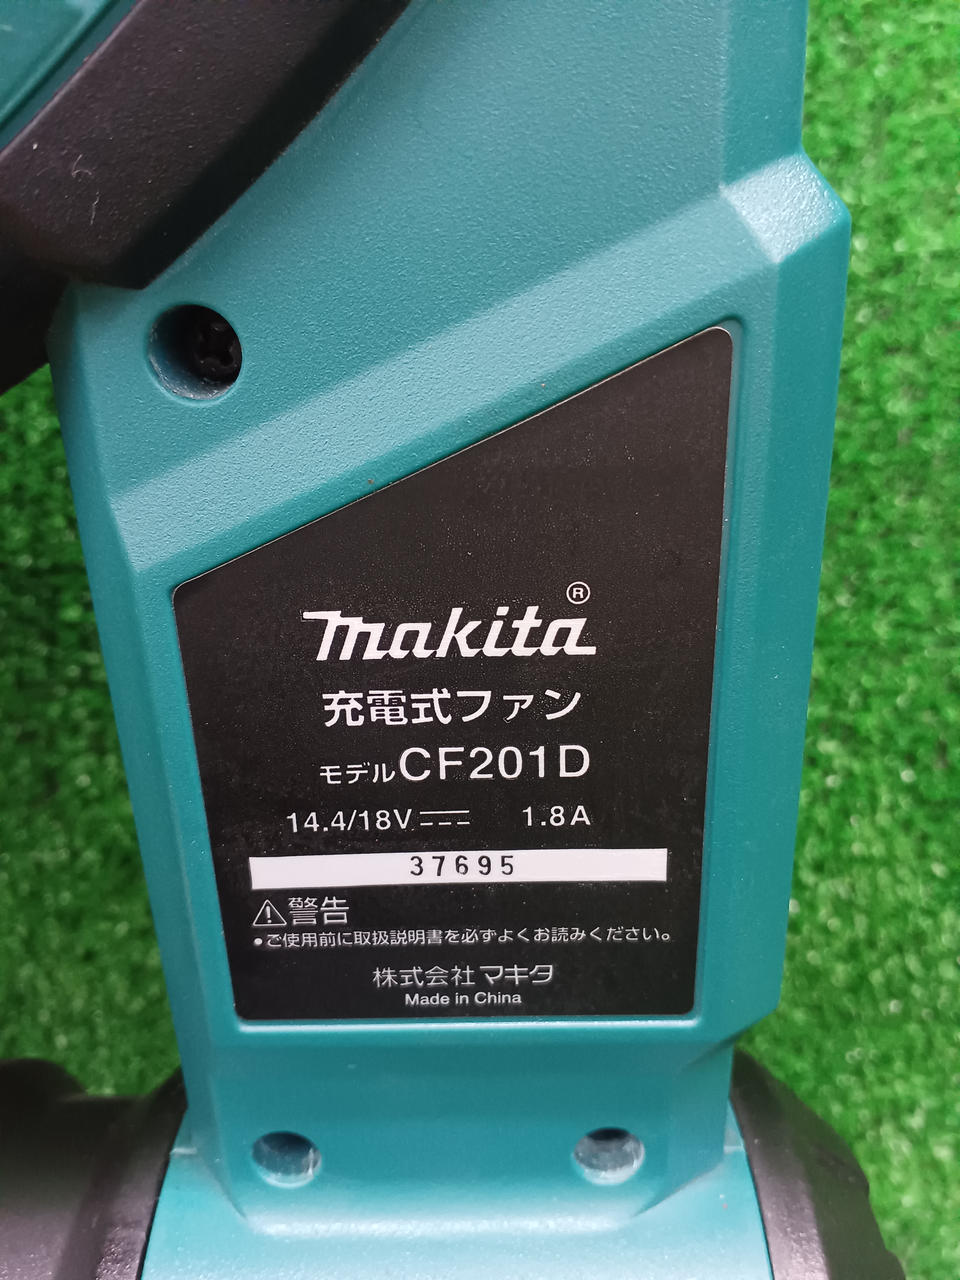 makita®
充電式ファン
モデルCF201D
14.4/18V⎓ 1.8A
37695
⚠警告
•ご使用前に取扱説明書を必ずよくお読みください。
株式会社マキタ
Made in China